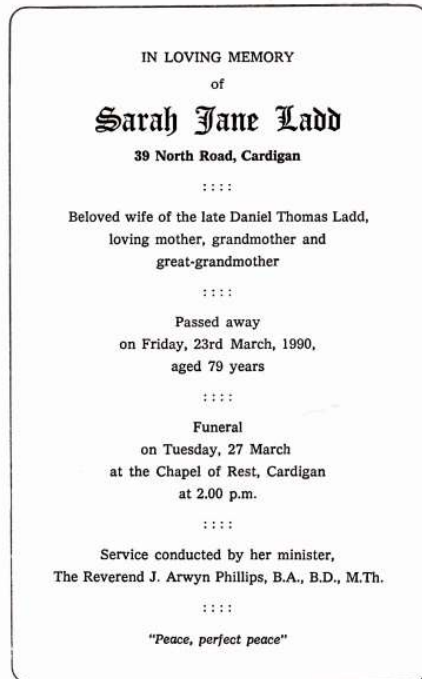 IN LOVING MEMORY
of
Sarah Jane Ladd
39 North Road, Cardigan
::::
Beloved wife of the late Daniel Thomas Ladd,
loving mother, grandmother and
great-grandmother
::::
Passed away
on Friday, 23rd March, 1990,
aged 79 years
::::
Funeral
on Tuesday, 27 March
at the Chapel of Rest, Cardigan
at 2.00 p.m.
::::
Service conducted by her minister,
The Reverend J. Arwyn Phillips, B.A., B.D., M.Th.
::::
"Peace, perfect peace"